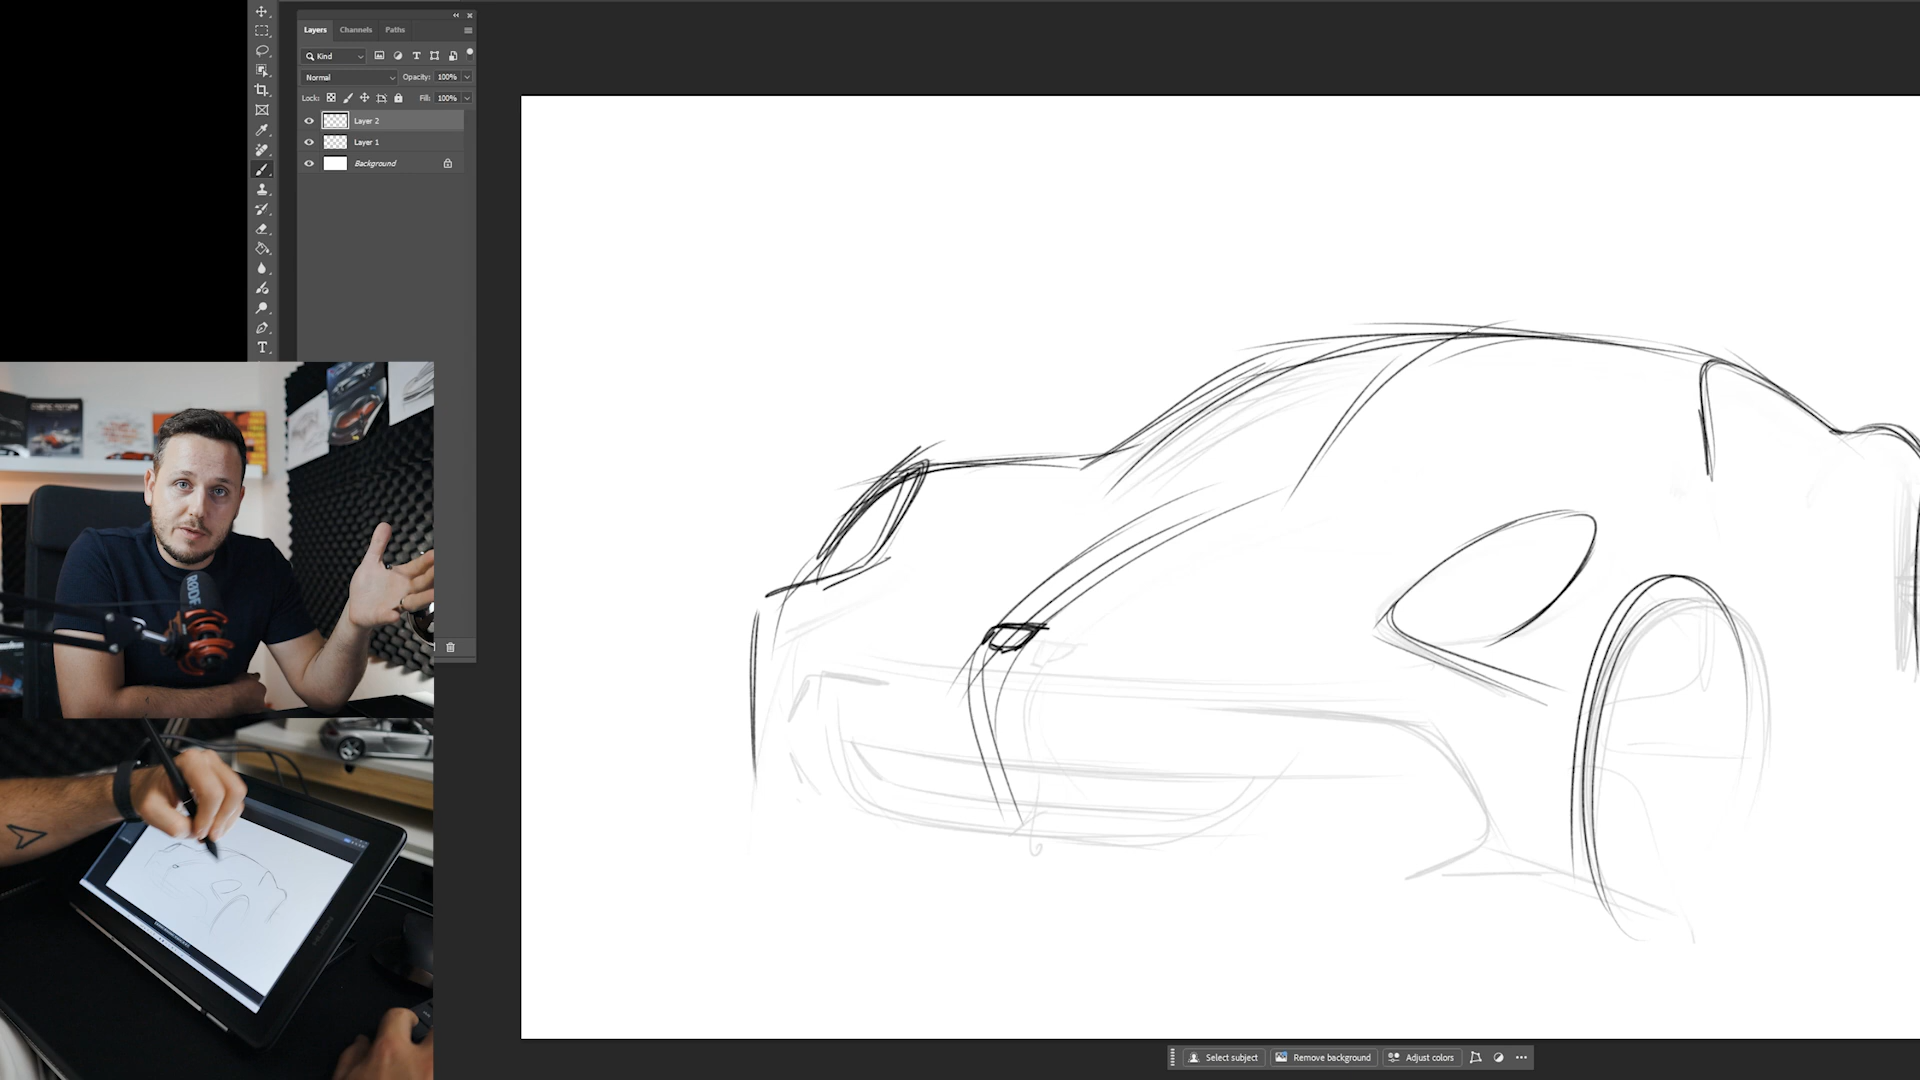 Layers Channels Paths
Kind
Normal Opacity: 100%
Lock: Fill: 100%
Layer 2
Layer 1
Background
RØDE
Select subject Remove background Adjust colors